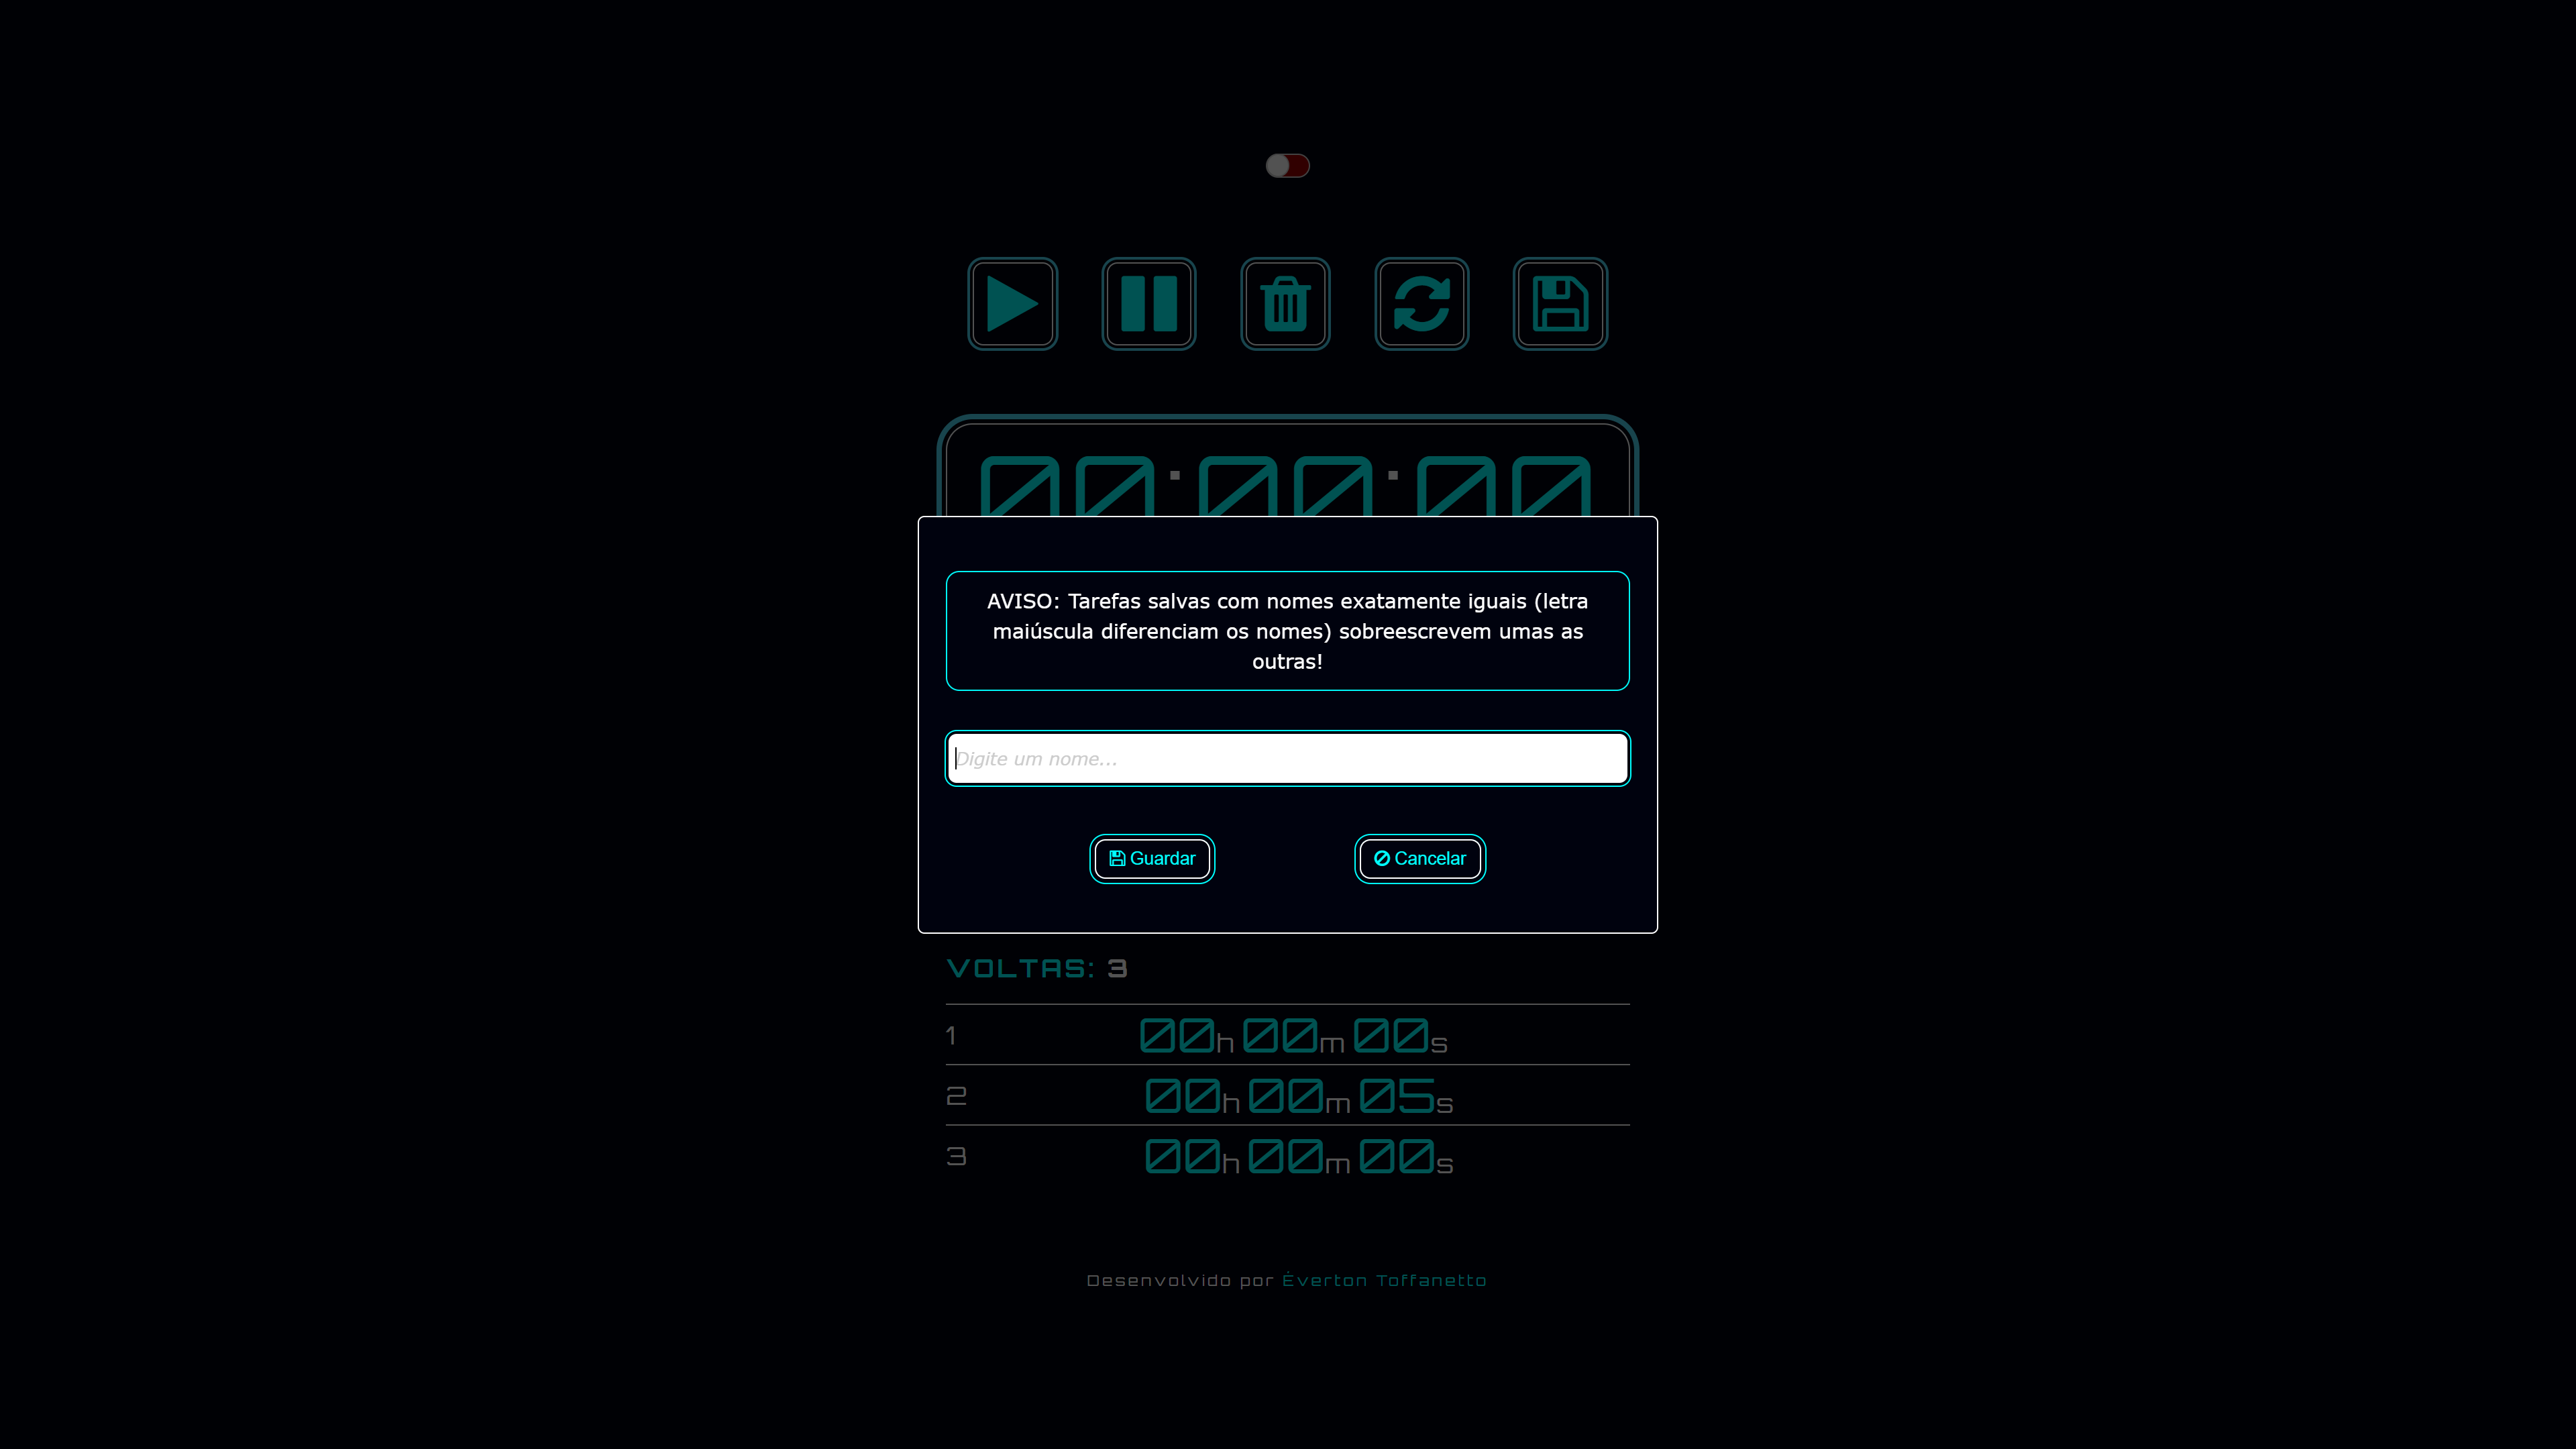 00:00:00
AVISO: Tarefas salvas com nomes exatamente iguais (letra
maiúscula diferenciam os nomes) sobreescrevem umas as
outras!
Digite um nome...
Guardar
Cancelar
VOLTAS: 3
1 00h 00m 00s
2 00h 00m 05s
3 00h 00m 00s
Desenvolvido por Éverton Toffanetto